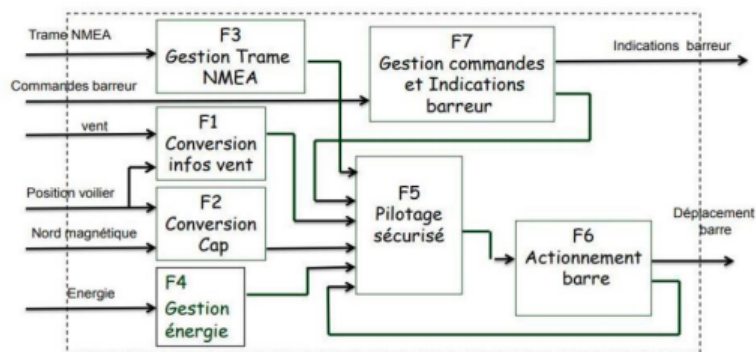 Trame NMEA
F3
Gestion Trame
NMEA
F7
Gestion commandes
et Indications
barreur
Indications barreur
Commandes barreur
vent
F1
Conversion
infos vent
Position voilier
F2
Conversion
Cap
Nord magnétique
F5
Pilotage
sécurisé
F6
Actionnement
barre
Déplacement
barre
Energie
F4
Gestion
énergie